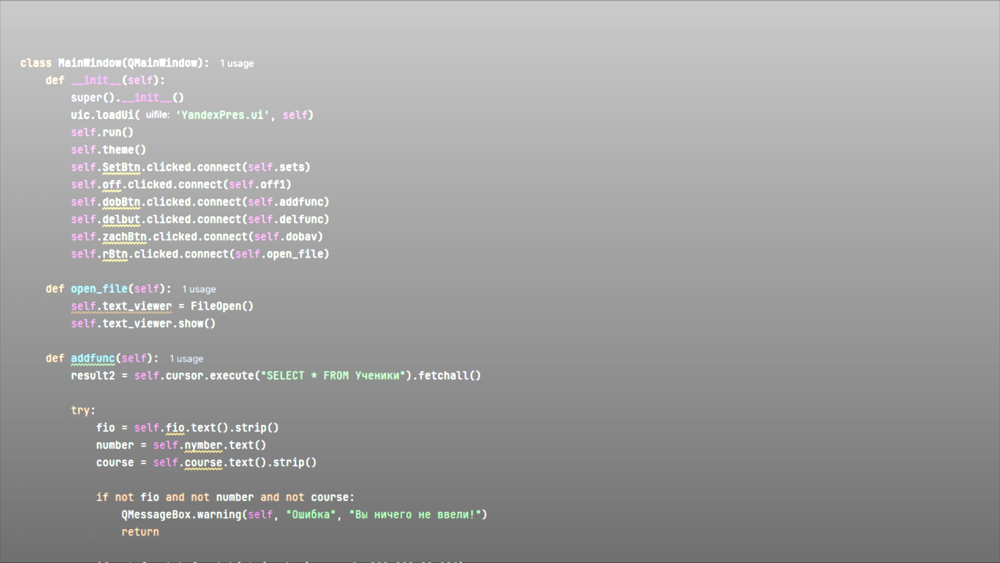 class MainWindow(QMainWindow): 1 usage
def __init__(self):
super().__init__()
uic.loadUi( uifile: 'YandexPres.ui', self)
self.run()
self.theme()
self.SetBtn.clicked.connect(self.sets)
self.off.clicked.connect(self.off1)
self.dobBtn.clicked.connect(self.addfunc)
self.delbut.clicked.connect(self.delfunc)
self.zachBtn.clicked.connect(self.dobav)
self.rBtn.clicked.connect(self.open_file)
def open_file(self): 1 usage
self.text_viewer = FileOpen()
self.text_viewer.show()
def addfunc(self): 1 usage
result2 = self.cursor.execute("SELECT * FROM Ученики").fetchall()
try:
fio = self.fio.text().strip()
number = self.nymber.text()
course = self.course.text().strip()
if not fio and not number and not course:
QMessageBox.warning(self, "Ошибка", "Вы ничего не ввели!")
return